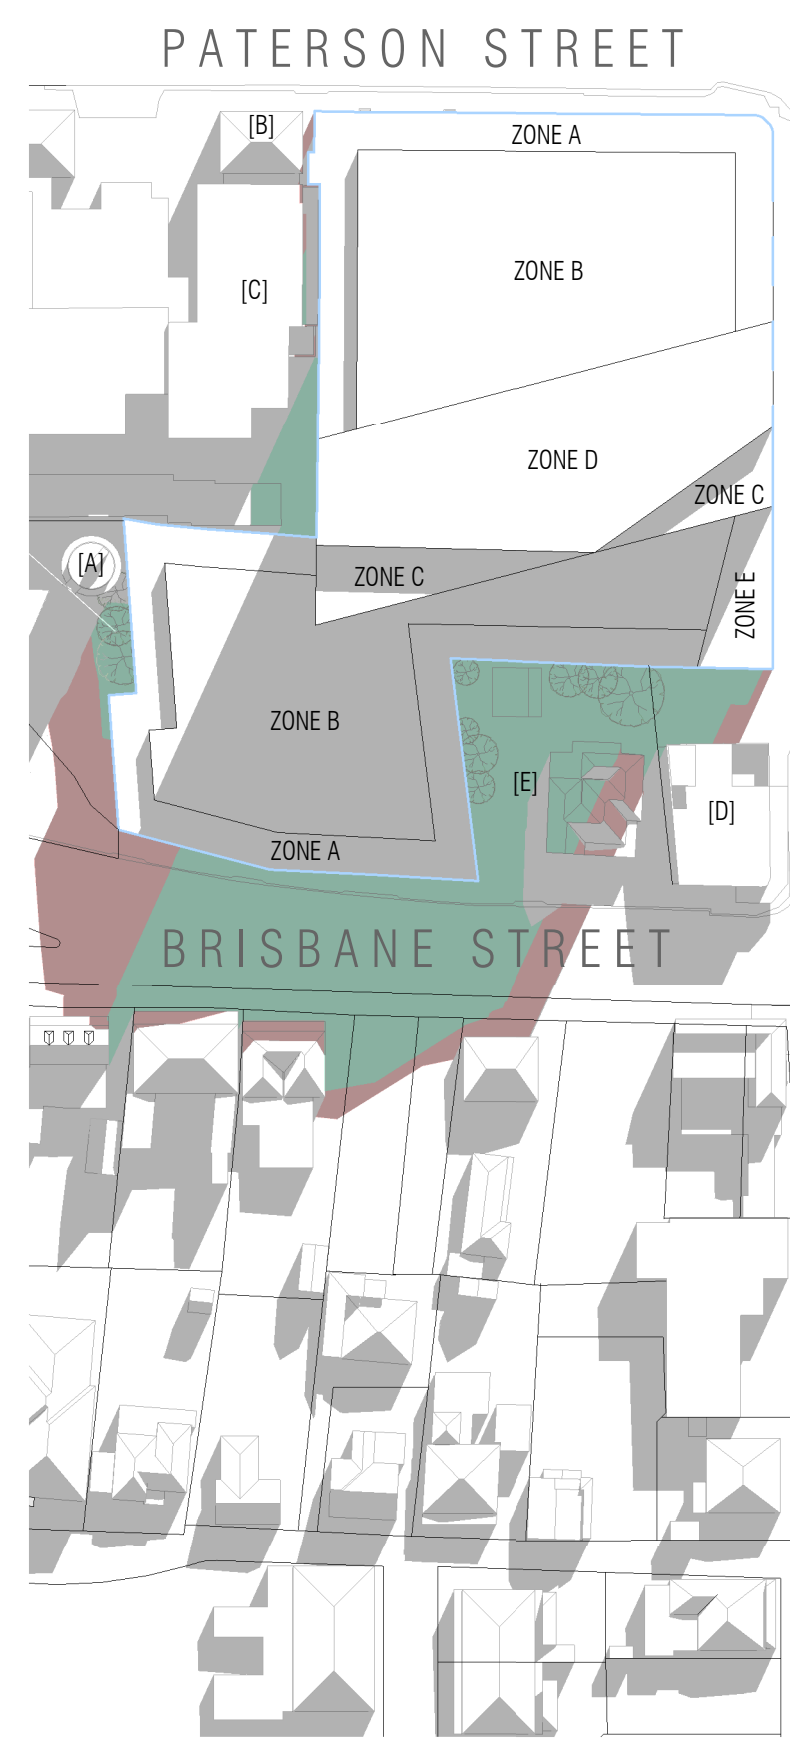 PATERSON STREET
[B]
ZONE A
ZONE B
[C]
ZONE D
ZONE C
[A]
ZONE C
ZONE E
ZONE B
[E]
[D]
ZONE A
BRISBANE STREET